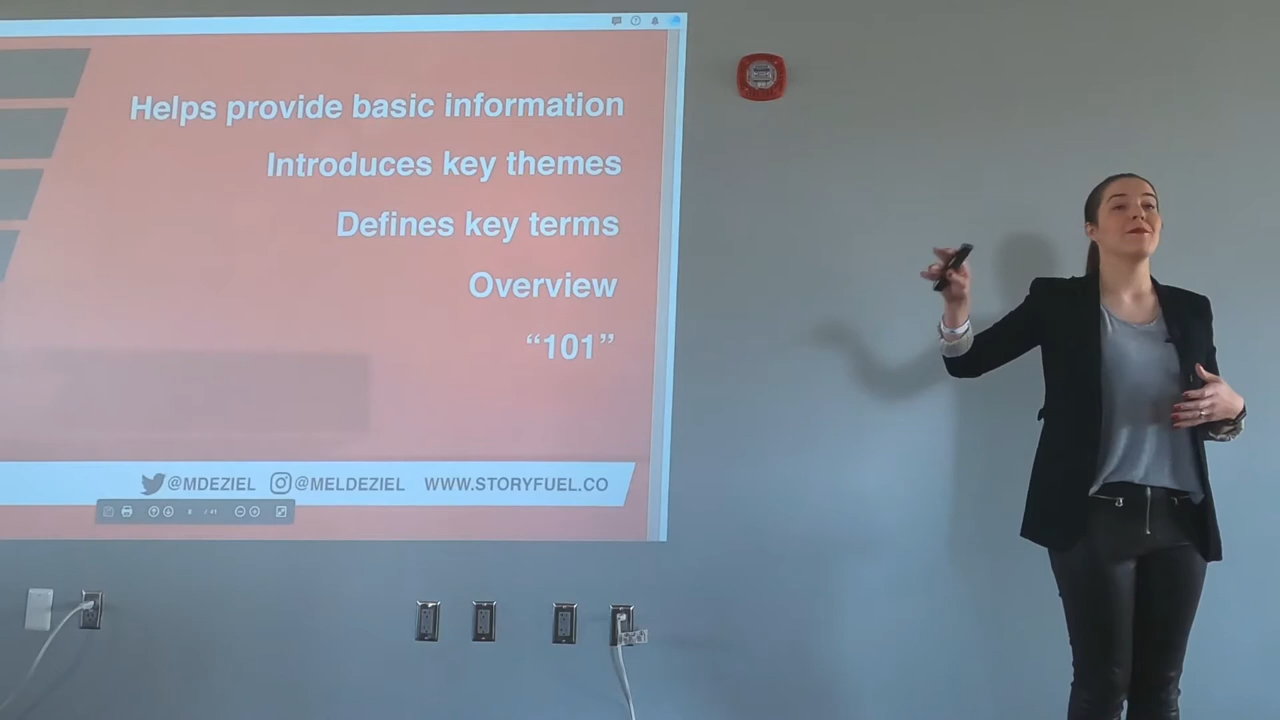 Helps provide basic information
Introduces key themes
Defines key terms
Overview
“101”
@MDEZIEL @MELDEZIEL WWW.STORYFUEL.CO